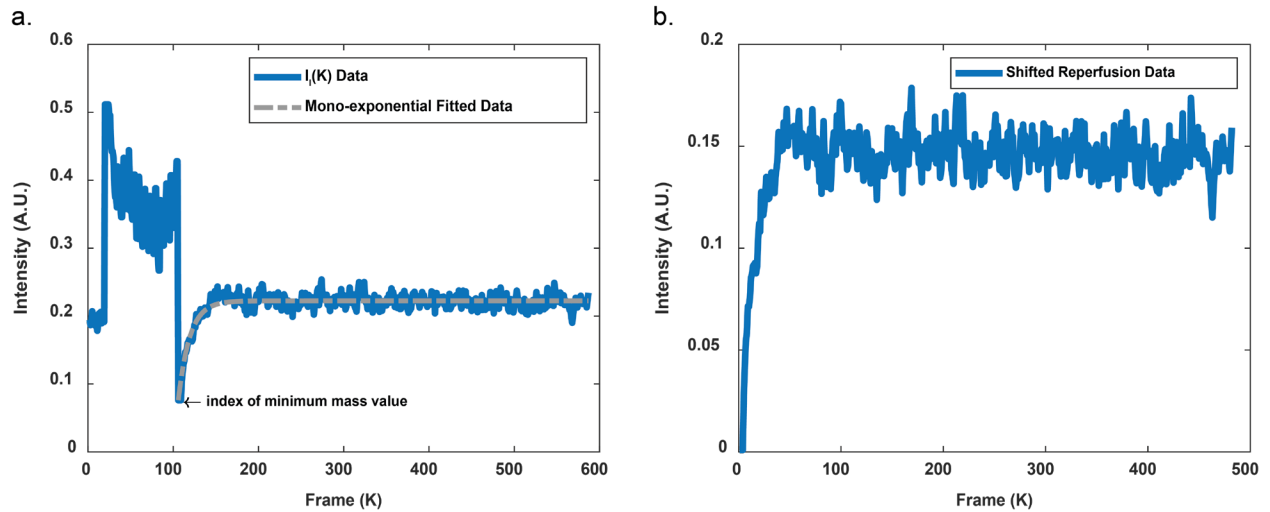 a.
0.6
0.5
0.4
0.3
0.2
0.1
0
Intensity (A.U.)
I_I(K) Data
Mono-exponential Fitted Data
index of minimum mass value
0 100 200 300 400 500 600
Frame (K)
b.
0.2
0.15
0.1
0.05
0
Intensity (A.U.)
Shifted Reperfusion Data
0 100 200 300 400 500
Frame (K)